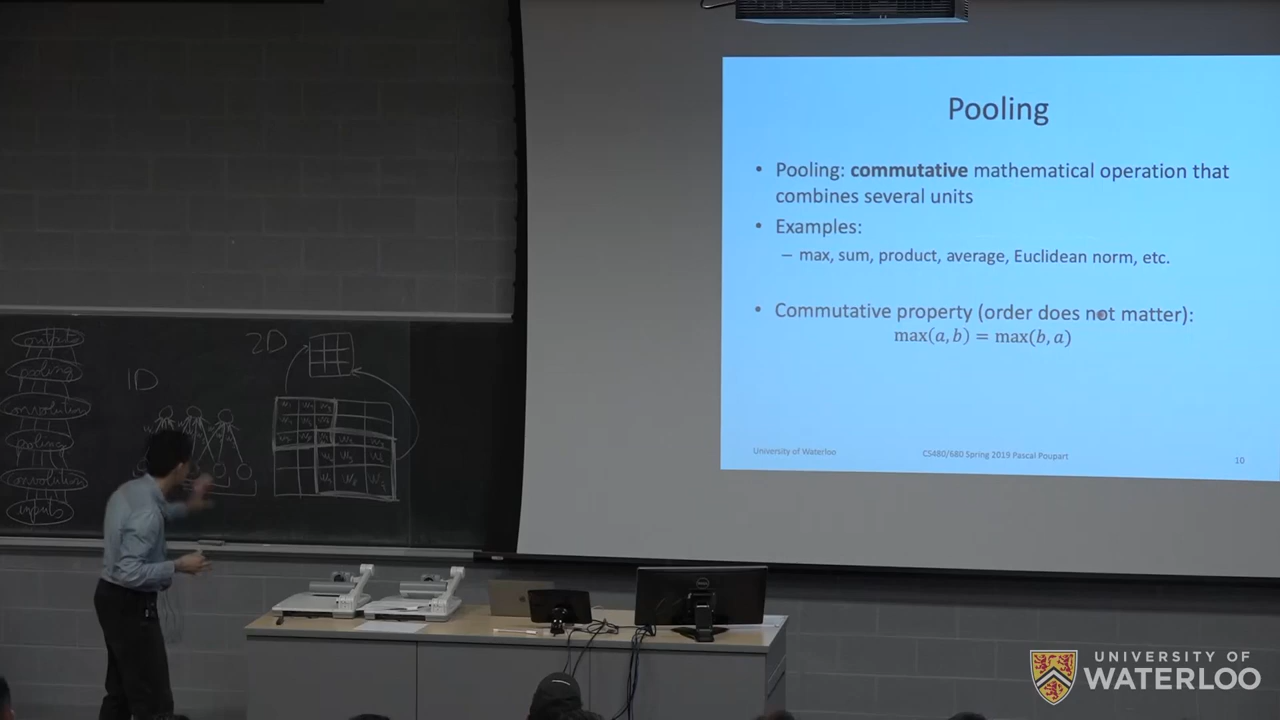 Pooling
• Pooling: commutative mathematical operation that
combines several units
• Examples:
– max, sum, product, average, Euclidean norm, etc.
• Commutative property (order does not matter):
max(a, b) = max(b, a)
University of Waterloo
CS480/680 Spring 2019 Pascal Poupart
10
output
pooling
convolution
pooling
convolution
inputs
1D
2D
UNIVERSITY OF
WATERLOO